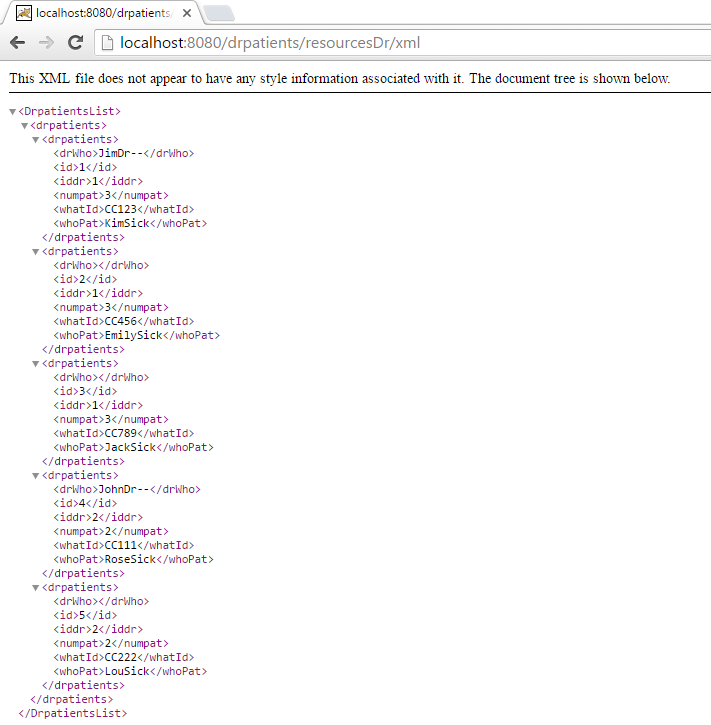 localhost:8080/drpatients/
localhost:8080/drpatients/resourcesDr/xml
This XML file does not appear to have any style information associated with it. The document tree is shown below.
▼<DrpatientsList>
▼<drpatients>
▼<drpatients>
<drWho>JimDr--</drWho>
<id>1</id>
<iddr>1</iddr>
<numpat>3</numpat>
<whatId>CC123</whatId>
<whoPat>KimSick</whoPat>
</drpatients>
▼<drpatients>
<drWho></drWho>
<id>2</id>
<iddr>1</iddr>
<numpat>3</numpat>
<whatId>CC456</whatId>
<whoPat>EmilySick</whoPat>
</drpatients>
▼<drpatients>
<drWho></drWho>
<id>3</id>
<iddr>1</iddr>
<numpat>3</numpat>
<whatId>CC789</whatId>
<whoPat>JackSick</whoPat>
</drpatients>
▼<drpatients>
<drWho>JohnDr--</drWho>
<id>4</id>
<iddr>2</iddr>
<numpat>2</numpat>
<whatId>CC111</whatId>
<whoPat>RoseSick</whoPat>
</drpatients>
▼<drpatients>
<drWho></drWho>
<id>5</id>
<iddr>2</iddr>
<numpat>2</numpat>
<whatId>CC222</whatId>
<whoPat>LouSick</whoPat>
</drpatients>
</drpatients>
</DrpatientsList>